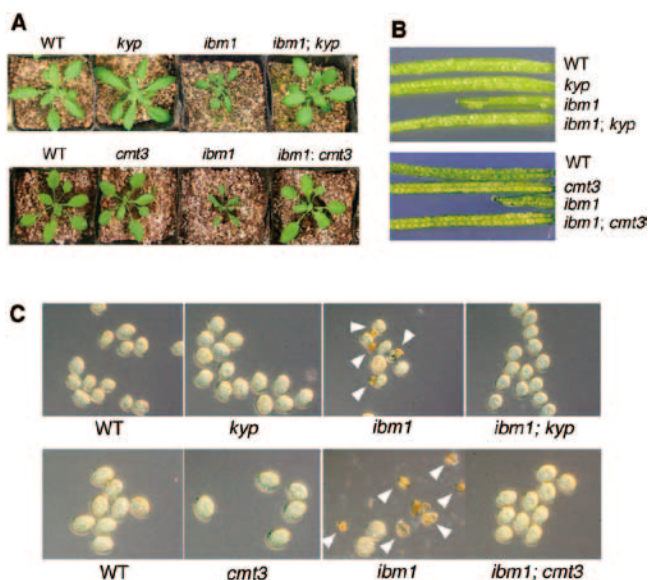 A
WT kyp ibm1 ibm1; kyp
WT cmt3 ibm1 ibm1; cmt3
B
WT
kyp
ibm1
ibm1; kyp
WT
cmt3
ibm1
ibm1; cmt3
C
WT kyp ibm1 ibm1; kyp
WT cmt3 ibm1 ibm1; cmt3